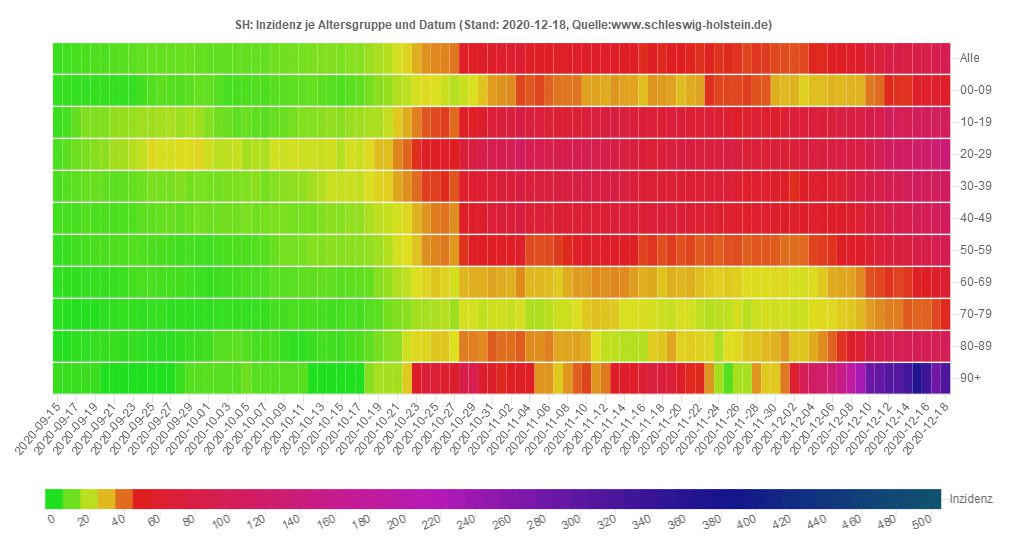 SH: Inzidenz je Altersgruppe und Datum (Stand: 2020-12-18, Quelle:www.schleswig-holstein.de)
Alle
00-09
10-19
20-29
30-39
40-49
50-59
60-69
70-79
80-89
90+
2020-09-15 2020-09-17 2020-09-19 2020-09-21 2020-09-23 2020-09-25 2020-09-27 2020-09-29 2020-10-01 2020-10-03 2020-10-05 2020-10-07 2020-10-09 2020-10-11 2020-10-13 2020-10-15 2020-10-17 2020-10-19 2020-10-21 2020-10-23 2020-10-25 2020-10-27 2020-10-29 2020-10-31 2020-11-02 2020-11-04 2020-11-06 2020-11-08 2020-11-10 2020-11-12 2020-11-14 2020-11-16 2020-11-18 2020-11-20 2020-11-22 2020-11-24 2020-11-26 2020-11-28 2020-11-30 2020-12-02 2020-12-04 2020-12-06 2020-12-08 2020-12-10 2020-12-12 2020-12-14 2020-12-16 2020-12-18
Inzidenz
0 20 40 60 80 100 120 140 160 180 200 220 240 260 280 300 320 340 360 380 400 420 440 460 480 500